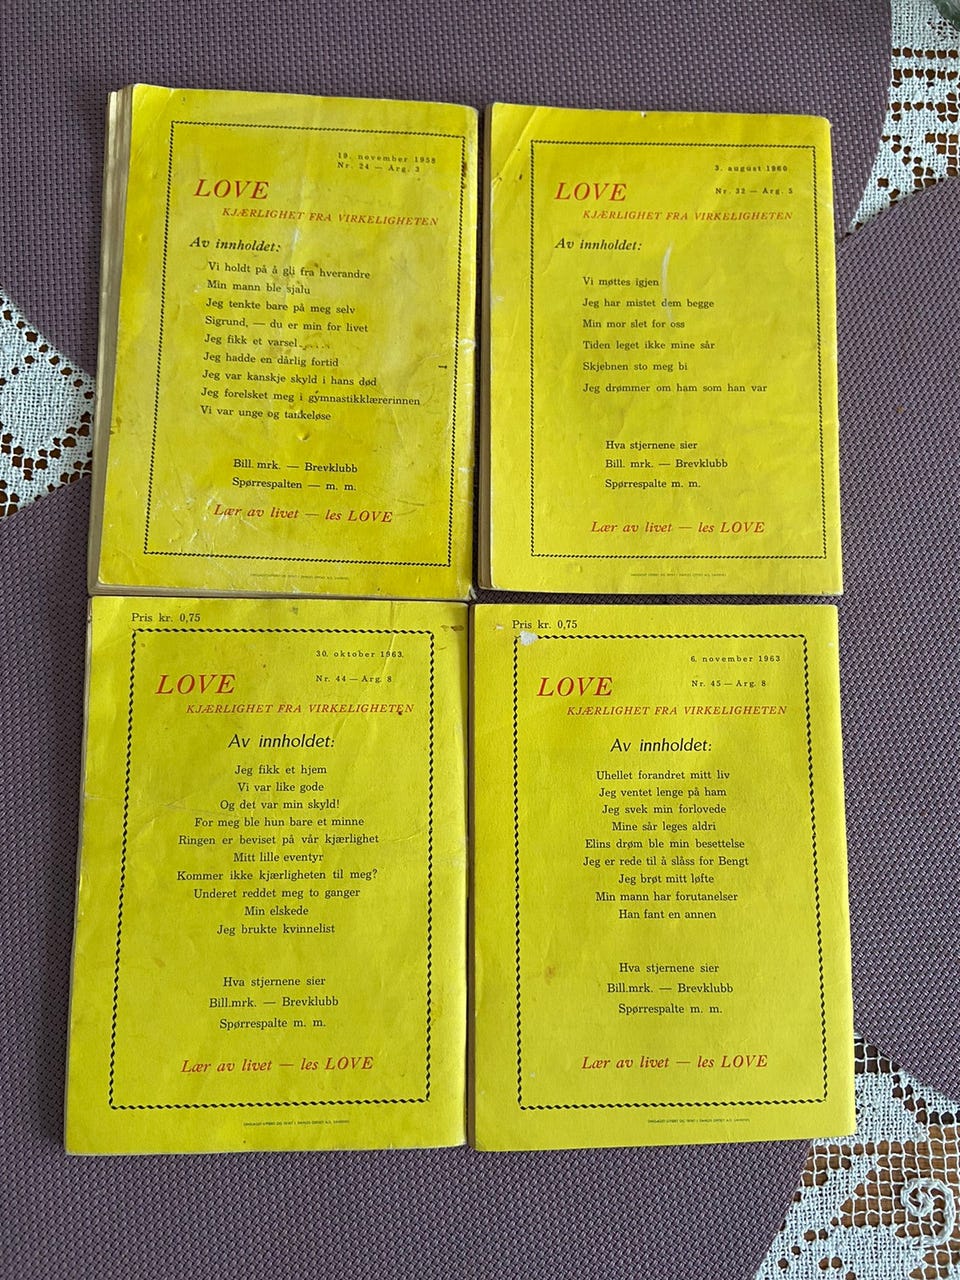 19. november 1958
Nr. 24 — Årg. 3
LOVE
KJÆRLIGHET FRA VIRKELIGHETEN
Av innholdet:
Vi holdt på å gli fra hverandre
Min mann ble sjalu
Jeg tenkte bare på meg selv
Sigrund, — du er min for livet
Jeg fikk et varsel
Jeg hadde en dårlig fortid
Jeg var kanskje skyld i hans død
Jeg forelsket meg i gymnastikklærerinnen
Vi var unge og tankeløse
Bill. mrk. — Brevklubb
Spørrespalten — m. m.
Lær av livet — les LOVE
3. august 1960
LOVE
Nr. 32 — Årg. 5
KJÆRLIGHET FRA VIRKELIGHETEN
Av innholdet:
Vi møttes igjen
Jeg har mistet dem begge
Min mor slet for oss
Tiden leget ikke mine sår
Skjebnen sto meg bi
Jeg drømmer om ham som han var
Hva stjernene sier
Bill. mrk. — Brevklubb
Spørrespalte m. m.
Lær av livet — les LOVE
Pris kr. 0,75
30. oktober 1963.
LOVE
Nr. 44 — Årg. 8
KJÆRLIGHET FRA VIRKELIGHETEN
Av innholdet:
Jeg fikk et hjem
Vi var like gode
Og det var min skyld!
For meg ble hun bare et minne
Ringen er beviset på vår kjærlighet
Mitt lille eventyr
Kommer ikke kjærligheten til meg?
Underet reddet meg to ganger
Min elskede
Jeg brukte kvinnelist
Hva stjernene sier
Bill.mrk. — Brevklubb
Spørrespalte m. m.
Lær av livet — les LOVE
Pris kr. 0,75
6. november 1963
LOVE
Nr. 45 — Årg. 8
KJÆRLIGHET FRA VIRKELIGHETEN
Av innholdet:
Uhellet forandret mitt liv
Jeg ventet lenge på ham
Jeg svek min forlovede
Mine sår leges aldri
Elins drøm ble min besettelse
Jeg er rede til å slåss for Bengt
Jeg brøt mitt løfte
Min mann har forutanelser
Han fant en annen
Hva stjernene sier
Bill.mrk. — Brevklubb
Spørrespalte m. m.
Lær av livet — les LOVE